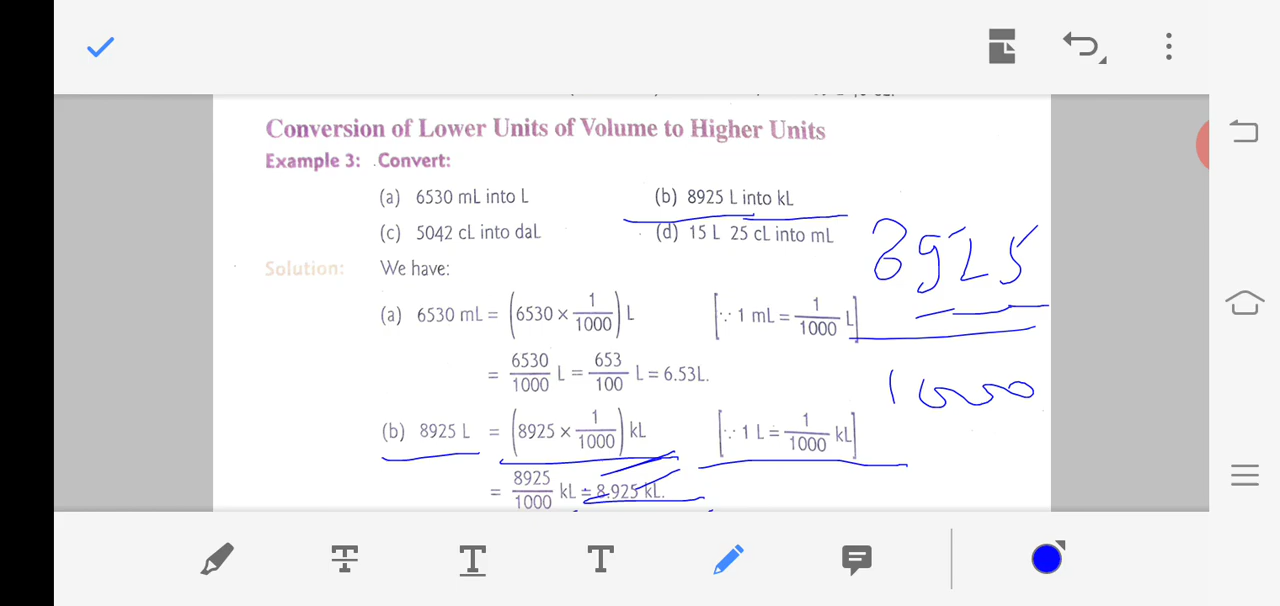 Conversion of Lower Units of Volume to Higher Units
Example 3: Convert:
(a) 6530 mL into L (b) 8925 L into kL
(c) 5042 cL into daL (d) 15 L 25 cL into mL
8925
Solution: We have:
(a) 6530 mL = (6530 × 1/1000) L [∵ 1 mL = 1/1000 L]
= 6530/1000 L = 653/100 L = 6.53L.
1000
(b) 8925 L = (8925 × 1/1000) kL [∵ 1 L = 1/1000 kL]
= 8925/1000 kL = 8.925 kL.
T T T